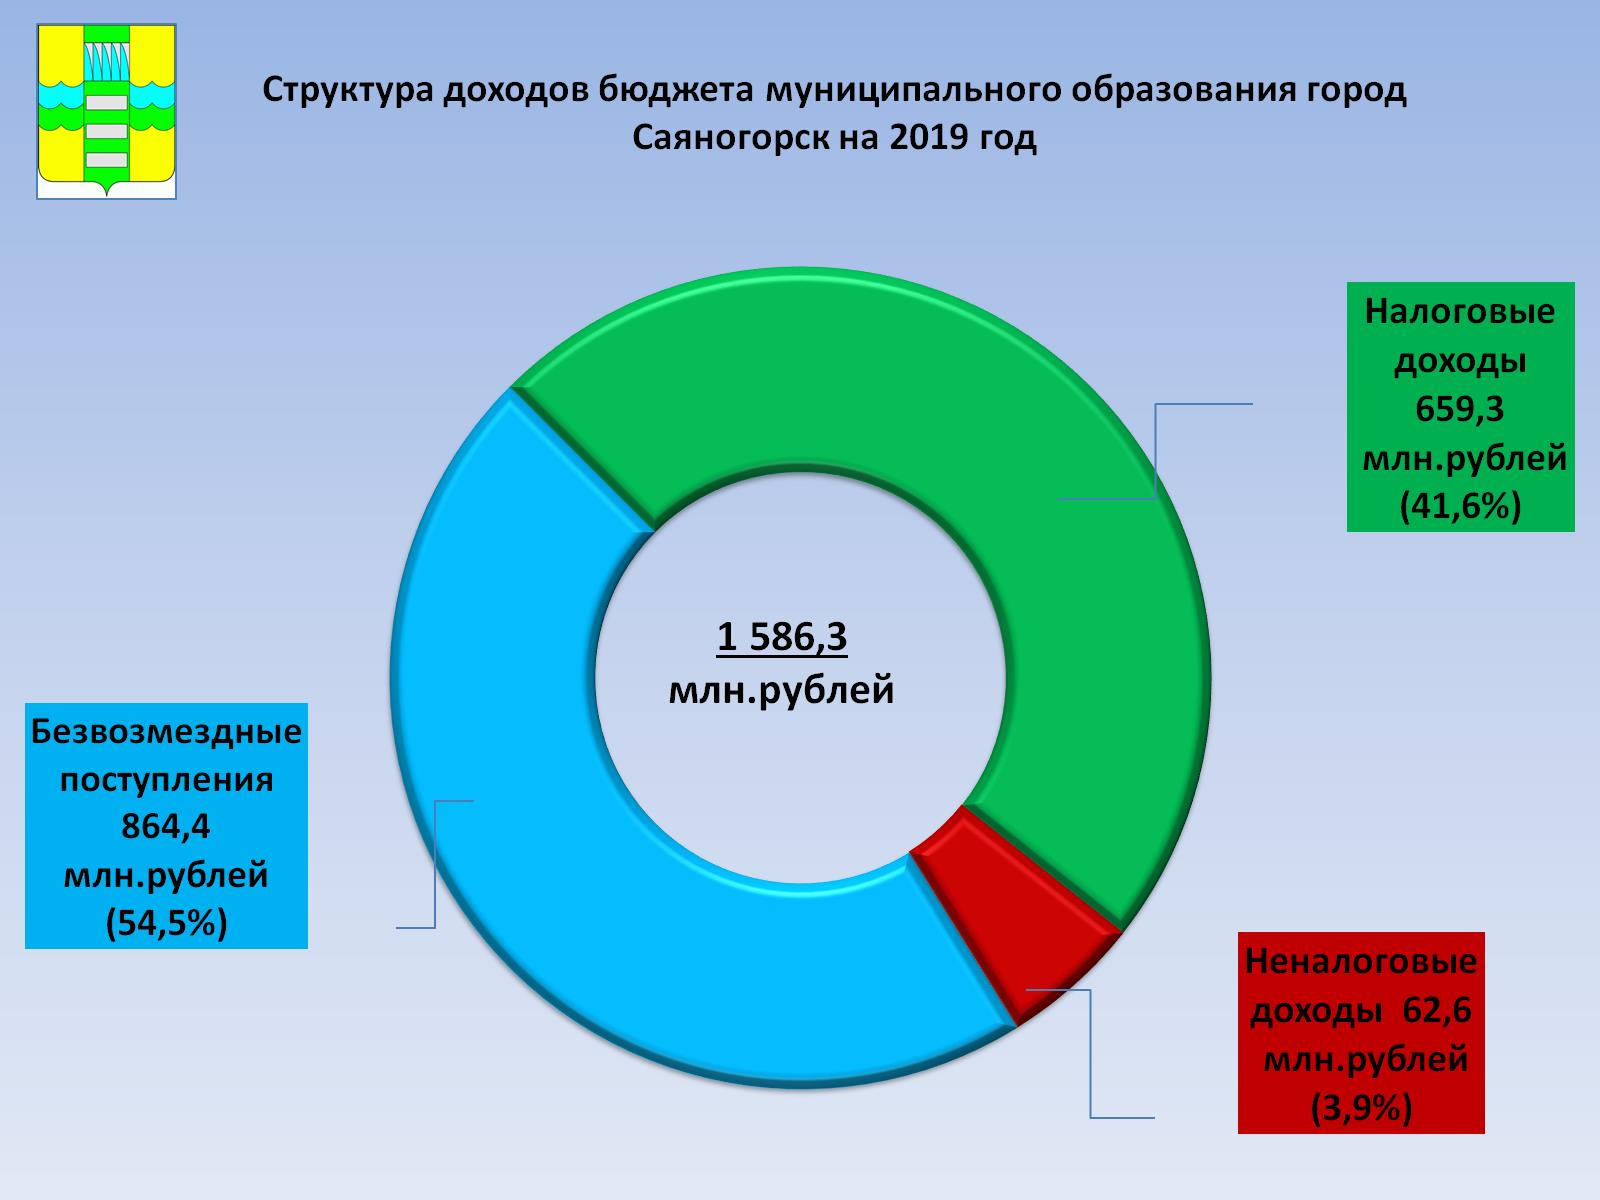 Структура доходов бюджета муниципального образования город
Саяногорск на 2019 год
Налоговые
доходы
659,3
млн.рублей
(41,6%)
1 586,3
млн.рублей
Безвозмездные
поступления
864,4
млн.рублей
(54,5%)
Неналоговые
доходы 62,6
млн.рублей
(3,9%)